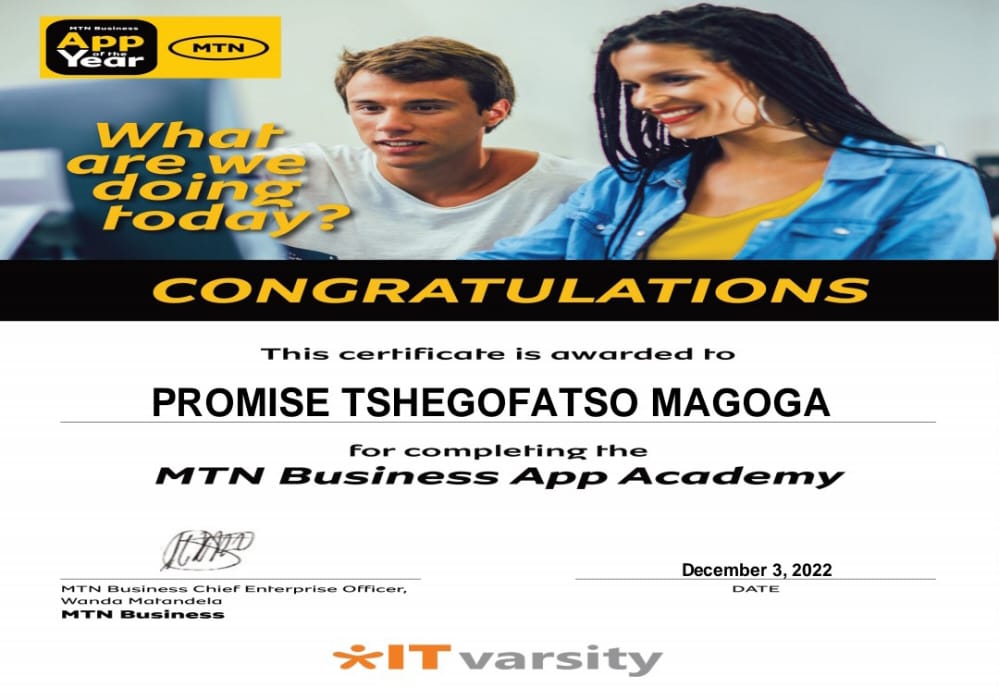 MTN Business
App
of the
Year
MTN
What
are we
doing
today?
CONGRATULATIONS
This certificate is awarded to
PROMISE TSHEGOFATSO MAGOGA
for completing the
MTN Business App Academy
December 3, 2022
MTN Business Chief Enterprise Officer,
Wanda Matandela
MTN Business
DATE
IT varsity